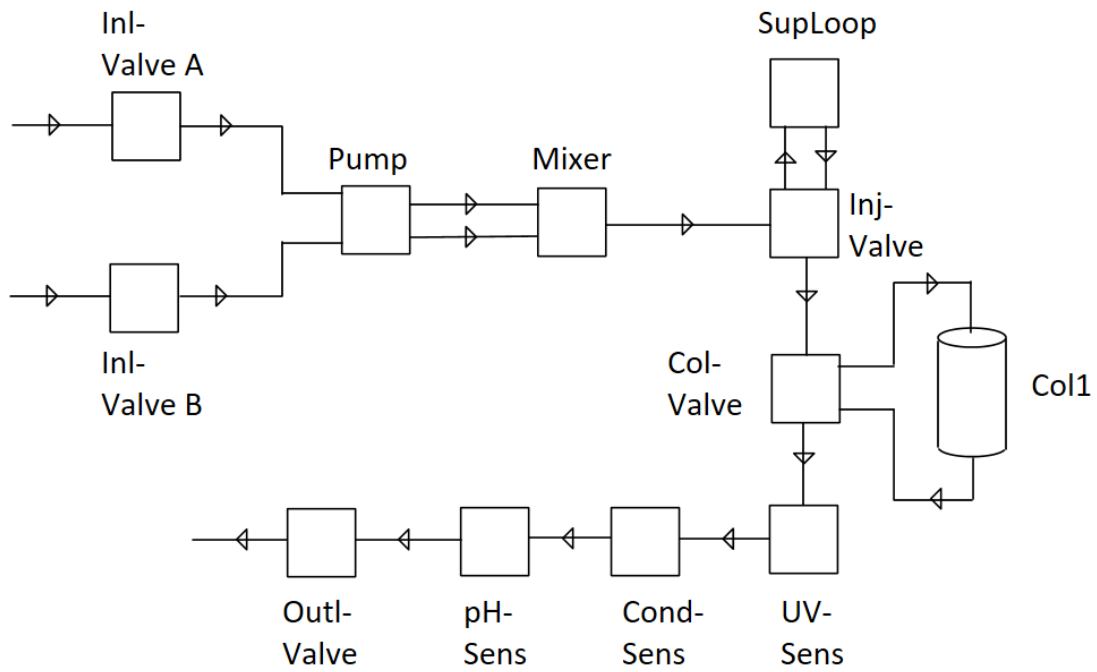 Inl-
Valve A
SupLoop
Pump
Mixer
Inj-
Valve
Inl-
Valve B
Col-
Valve
Col1
Outl-
Valve
pH-
Sens
Cond-
Sens
UV-
Sens